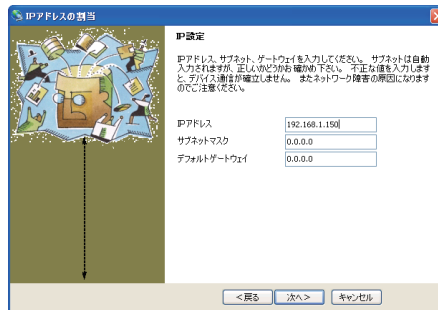 IPアドレスの割当
IP設定
IPアドレス、サブネット、ゲートウェイを入力してください。 サブネットは自動
入力されますが、正しいかどうかお確かめ下さい。 不正な値を入力します
と、デバイス通信が確立しません。 またネットワーク障害の原因になります
のでご注意ください。
IPアドレス 192.168.1.150
サブネットマスク 0.0.0.0
デフォルトゲートウェイ 0.0.0.0
<戻る 次へ> キャンセル